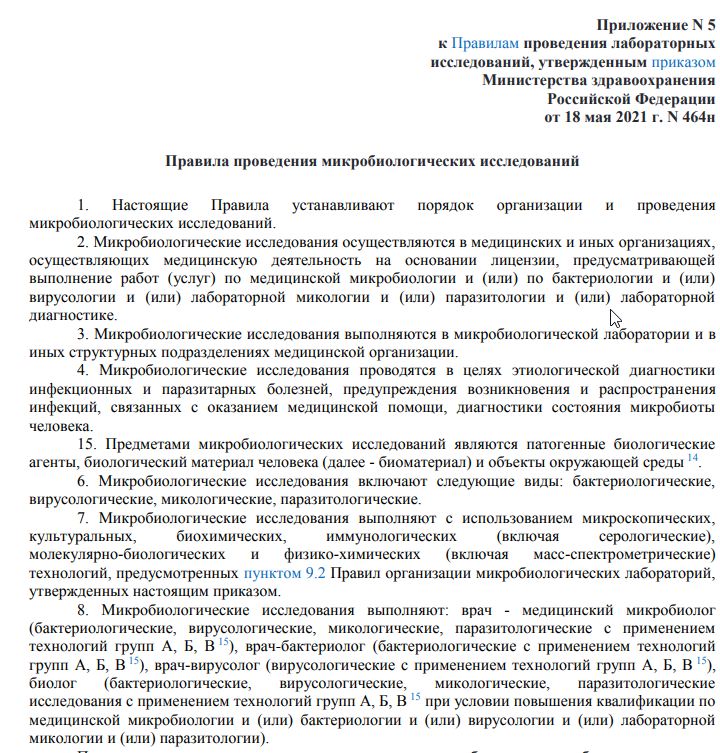 Приложение N 5
к Правилам проведения лабораторных
исследований, утвержденным приказом
Министерства здравоохранения
Российской Федерации
от 18 мая 2021 г. N 464н
Правила проведения микробиологических исследований
1. Настоящие Правила устанавливают порядок организации и проведения
микробиологических исследований.
2. Микробиологические исследования осуществляются в медицинских и иных организациях,
осуществляющих медицинскую деятельность на основании лицензии, предусматривающей
выполнение работ (услуг) по медицинской микробиологии и (или) по бактериологии и (или)
вирусологии и (или) лабораторной микологии и (или) паразитологии и (или) лабораторной
диагностике.
3. Микробиологические исследования выполняются в микробиологической лаборатории и в
иных структурных подразделениях медицинской организации.
4. Микробиологические исследования проводятся в целях этиологической диагностики
инфекционных и паразитарных болезней, предупреждения возникновения и распространения
инфекций, связанных с оказанием медицинской помощи, диагностики состояния микробиоты
человека.
15. Предметами микробиологических исследований являются патогенные биологические
агенты, биологический материал человека (далее - биоматериал) и объекты окружающей среды 14.
6. Микробиологические исследования включают следующие виды: бактериологические,
вирусологические, микологические, паразитологические.
7. Микробиологические исследования выполняют с использованием микроскопических,
культуральных, биохимических, иммунологических (включая серологические),
молекулярно-биологических и физико-химических (включая масс-спектрометрические)
технологий, предусмотренных пунктом 9.2 Правил организации микробиологических лабораторий,
утвержденных настоящим приказом.
8. Микробиологические исследования выполняют: врач - медицинский микробиолог
(бактериологические, вирусологические, микологические, паразитологические с применением
технологий групп А, Б, В 15), врач-бактериолог (бактериологические с применением технологий
групп А, Б, В 15), врач-вирусолог (вирусологические с применением технологий групп А, Б, В 15),
биолог (бактериологические, вирусологические, микологические, паразитологические
исследования с применением технологий групп А, Б, В 15 при условии повышения квалификации по
медицинской микробиологии и (или) бактериологии и (или) вирусологии и (или) лабораторной
микологии и (или) паразитологии).